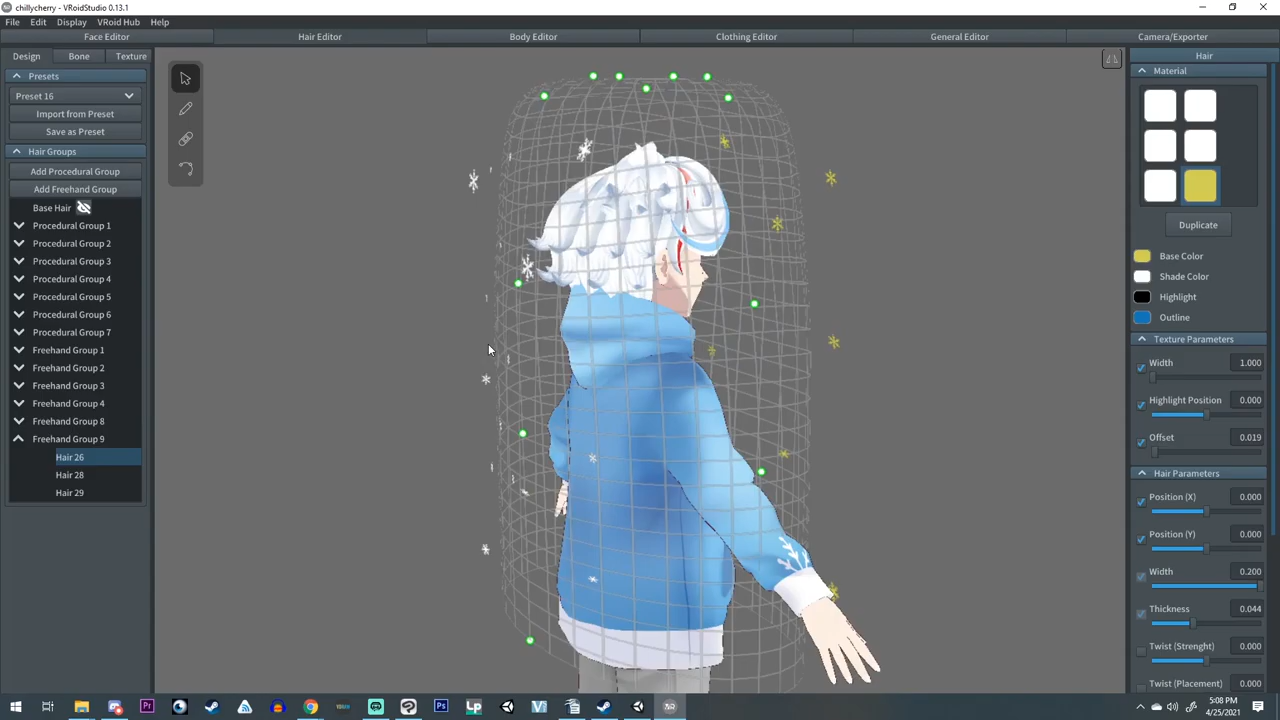 chillycherry - VRoidStudio 0.13.1
File Edit Display VRoid Hub Help
Face Editor Hair Editor Body Editor Clothing Editor General Editor Camera/Exporter
Design Bone Texture
Presets
Preset 16
Import from Preset
Save as Preset
Hair Groups
Add Procedural Group
Add Freehand Group
Base Hair
Procedural Group 1
Procedural Group 2
Procedural Group 3
Procedural Group 4
Procedural Group 5
Procedural Group 6
Procedural Group 7
Freehand Group 1
Freehand Group 2
Freehand Group 3
Freehand Group 4
Freehand Group 8
Freehand Group 9
Hair 26
Hair 28
Hair 29
Hair
Material
Duplicate
Base Color
Shade Color
Highlight
Outline
Texture Parameters
Width 1.000
Highlight Position 0.000
Offset 0.019
Hair Parameters
Position (X) 0.000
Position (Y) 0.000
Width 0.200
Thickness 0.044
Twist (Strenght) 0.000
Twist (Placement) 0.000
Pr Ps Lp
5:08 PM
4/25/2021